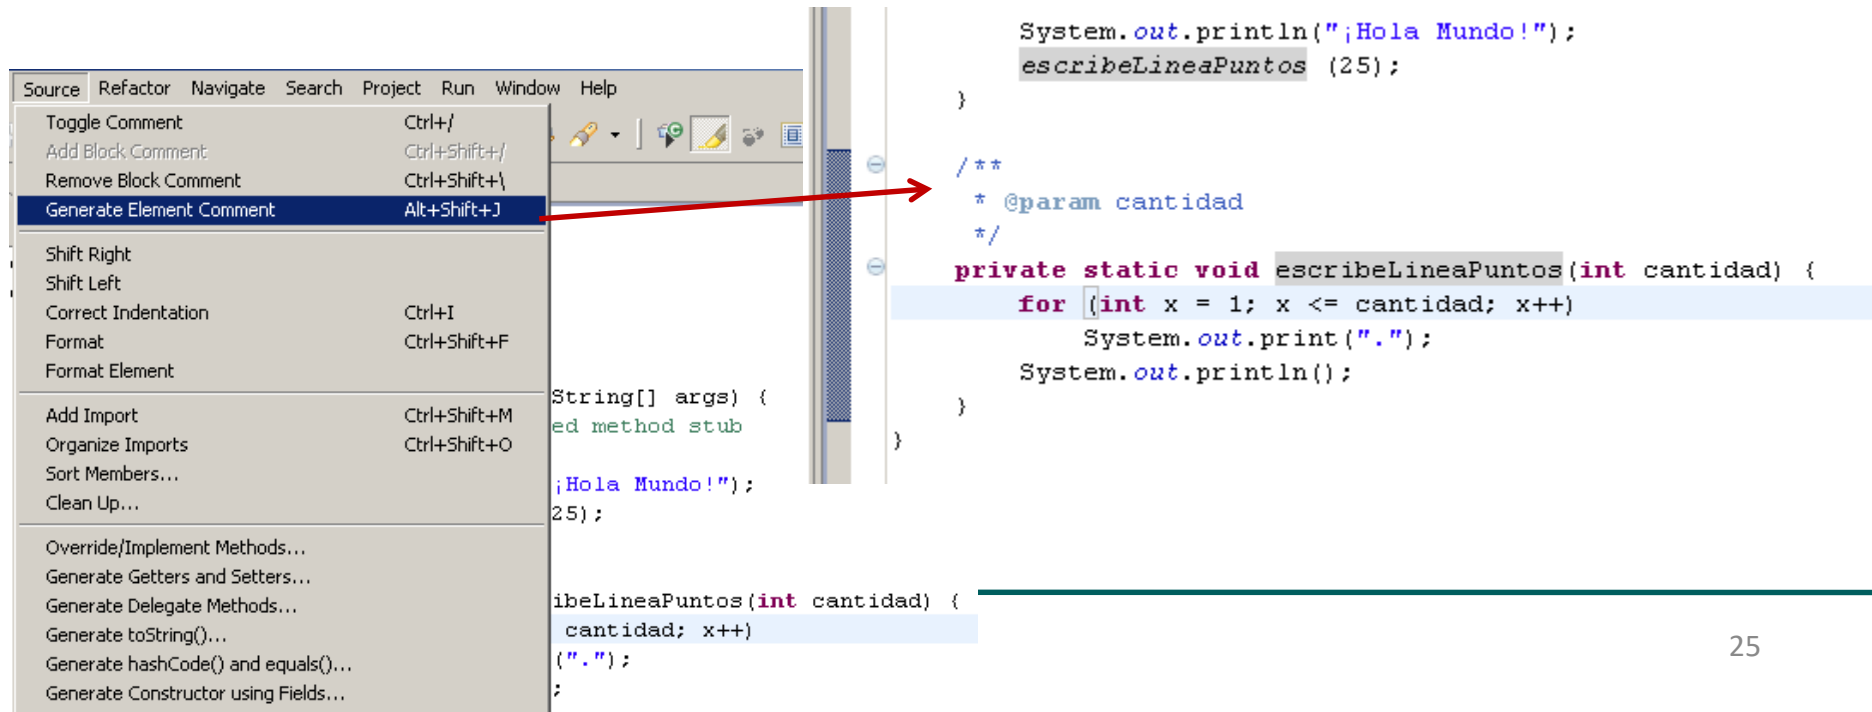 Source Refactor Navigate Search Project Run Window Help
Toggle Comment Ctrl+/
Add Block Comment Ctrl+Shift+/
Remove Block Comment Ctrl+Shift+\
Generate Element Comment Alt+Shift+J
Shift Right
Shift Left
Correct Indentation Ctrl+I
Format Ctrl+Shift+F
Format Element
Add Import Ctrl+Shift+M
Organize Imports Ctrl+Shift+O
Sort Members...
Clean Up...
Override/Implement Methods...
Generate Getters and Setters...
Generate Delegate Methods...
Generate toString()...
Generate hashCode() and equals()...
Generate Constructor using Fields...
String[] args) {
ed method stub
¡Hola Mundo!");
25);
ibeLineaPuntos(int cantidad) {
cantidad; x++)
(".");
;
System.out.println("¡Hola Mundo!");
escribeLineaPuntos (25);
}
/**
* @param cantidad
*/
private static void escribeLineaPuntos(int cantidad) {
for (int x = 1; x <= cantidad; x++)
System.out.print(".");
System.out.println();
}
}
25